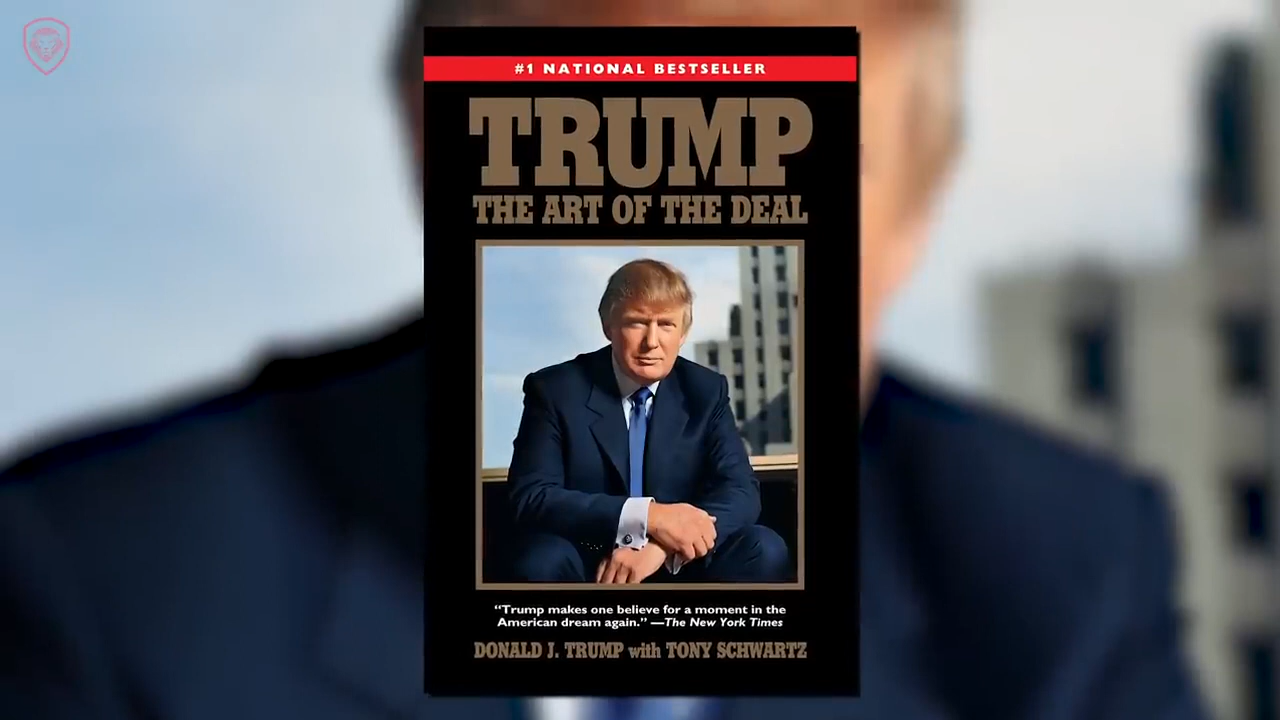 #1 NATIONAL BESTSELLER
TRUMP
THE ART OF THE DEAL
“Trump makes one believe for a moment in the
American dream again.” —The New York Times
DONALD J. TRUMP with TONY SCHWARTZ